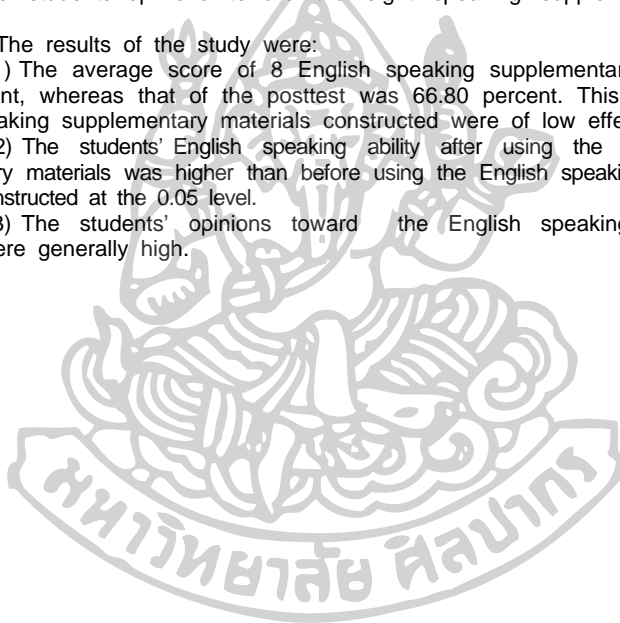 The results of the study were:
) The average score of 8 English speaking supplementar
nt, whereas that of the posttest was 66.80 percent. This
aking supplementary materials constructed were of low effe
2) The students' English speaking ability after using the
ry materials was higher than before using the English speaki
nstructed at the 0.05 level.
3) The students' opinions toward the English speaking
ere generally high.
มหาวิทยาลัย ศิลปากร